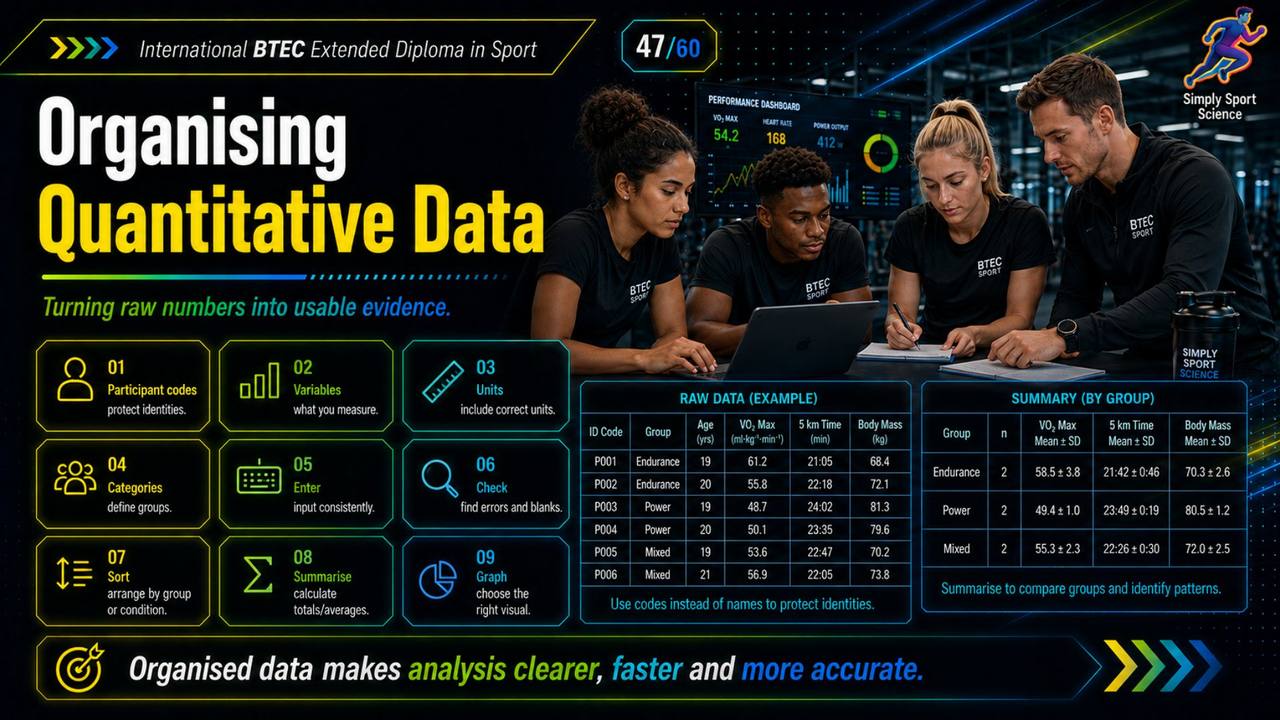 International BTEC Extended Diploma in Sport
47/60
Simply Sport
Science
Organising
Quantitative Data
Turning raw numbers into usable evidence.
PERFORMANCE DASHBOARD
VO₂ MAX
54.2
HEART RATE
168
POWER OUTPUT
412 W
BTEC
SPORT
BTEC
SPORT
BTEC
SPORT
BTEC
SPORT
SIMPLY
SPORT
SCIENCE
01
Participant codes
protect identities.
02
Variables
what you measure.
03
Units
include correct units.
04
Categories
define groups.
05
Enter
input consistently.
06
Check
find errors and blanks.
07
Sort
arrange by group
or condition.
08
Summarise
calculate
totals/averages.
09
Graph
choose the
right visual.
RAW DATA (EXAMPLE)
ID Code Group Age (yrs) VO₂ Max (ml·kg⁻¹·min⁻¹) 5 km Time (min) Body Mass (kg)
P001 Endurance 19 61.2 21:05 68.4
P002 Endurance 20 55.8 22:18 72.1
P003 Power 19 48.7 24:02 81.3
P004 Power 20 50.1 23:35 79.6
P005 Mixed 19 53.6 22:47 70.2
P006 Mixed 21 56.9 22:05 73.8
Use codes instead of names to protect identities.
SUMMARY (BY GROUP)
Group n VO₂ Max Mean ± SD 5 km Time Mean ± SD Body Mass Mean ± SD
Endurance 2 58.5 ± 3.8 21:42 ± 0:46 70.3 ± 2.6
Power 2 49.4 ± 1.0 23:49 ± 0:19 80.5 ± 1.2
Mixed 2 55.3 ± 2.3 22:26 ± 0:30 72.0 ± 2.5
Summarise to compare groups and identify patterns.
Organised data makes analysis clearer, faster and more accurate.